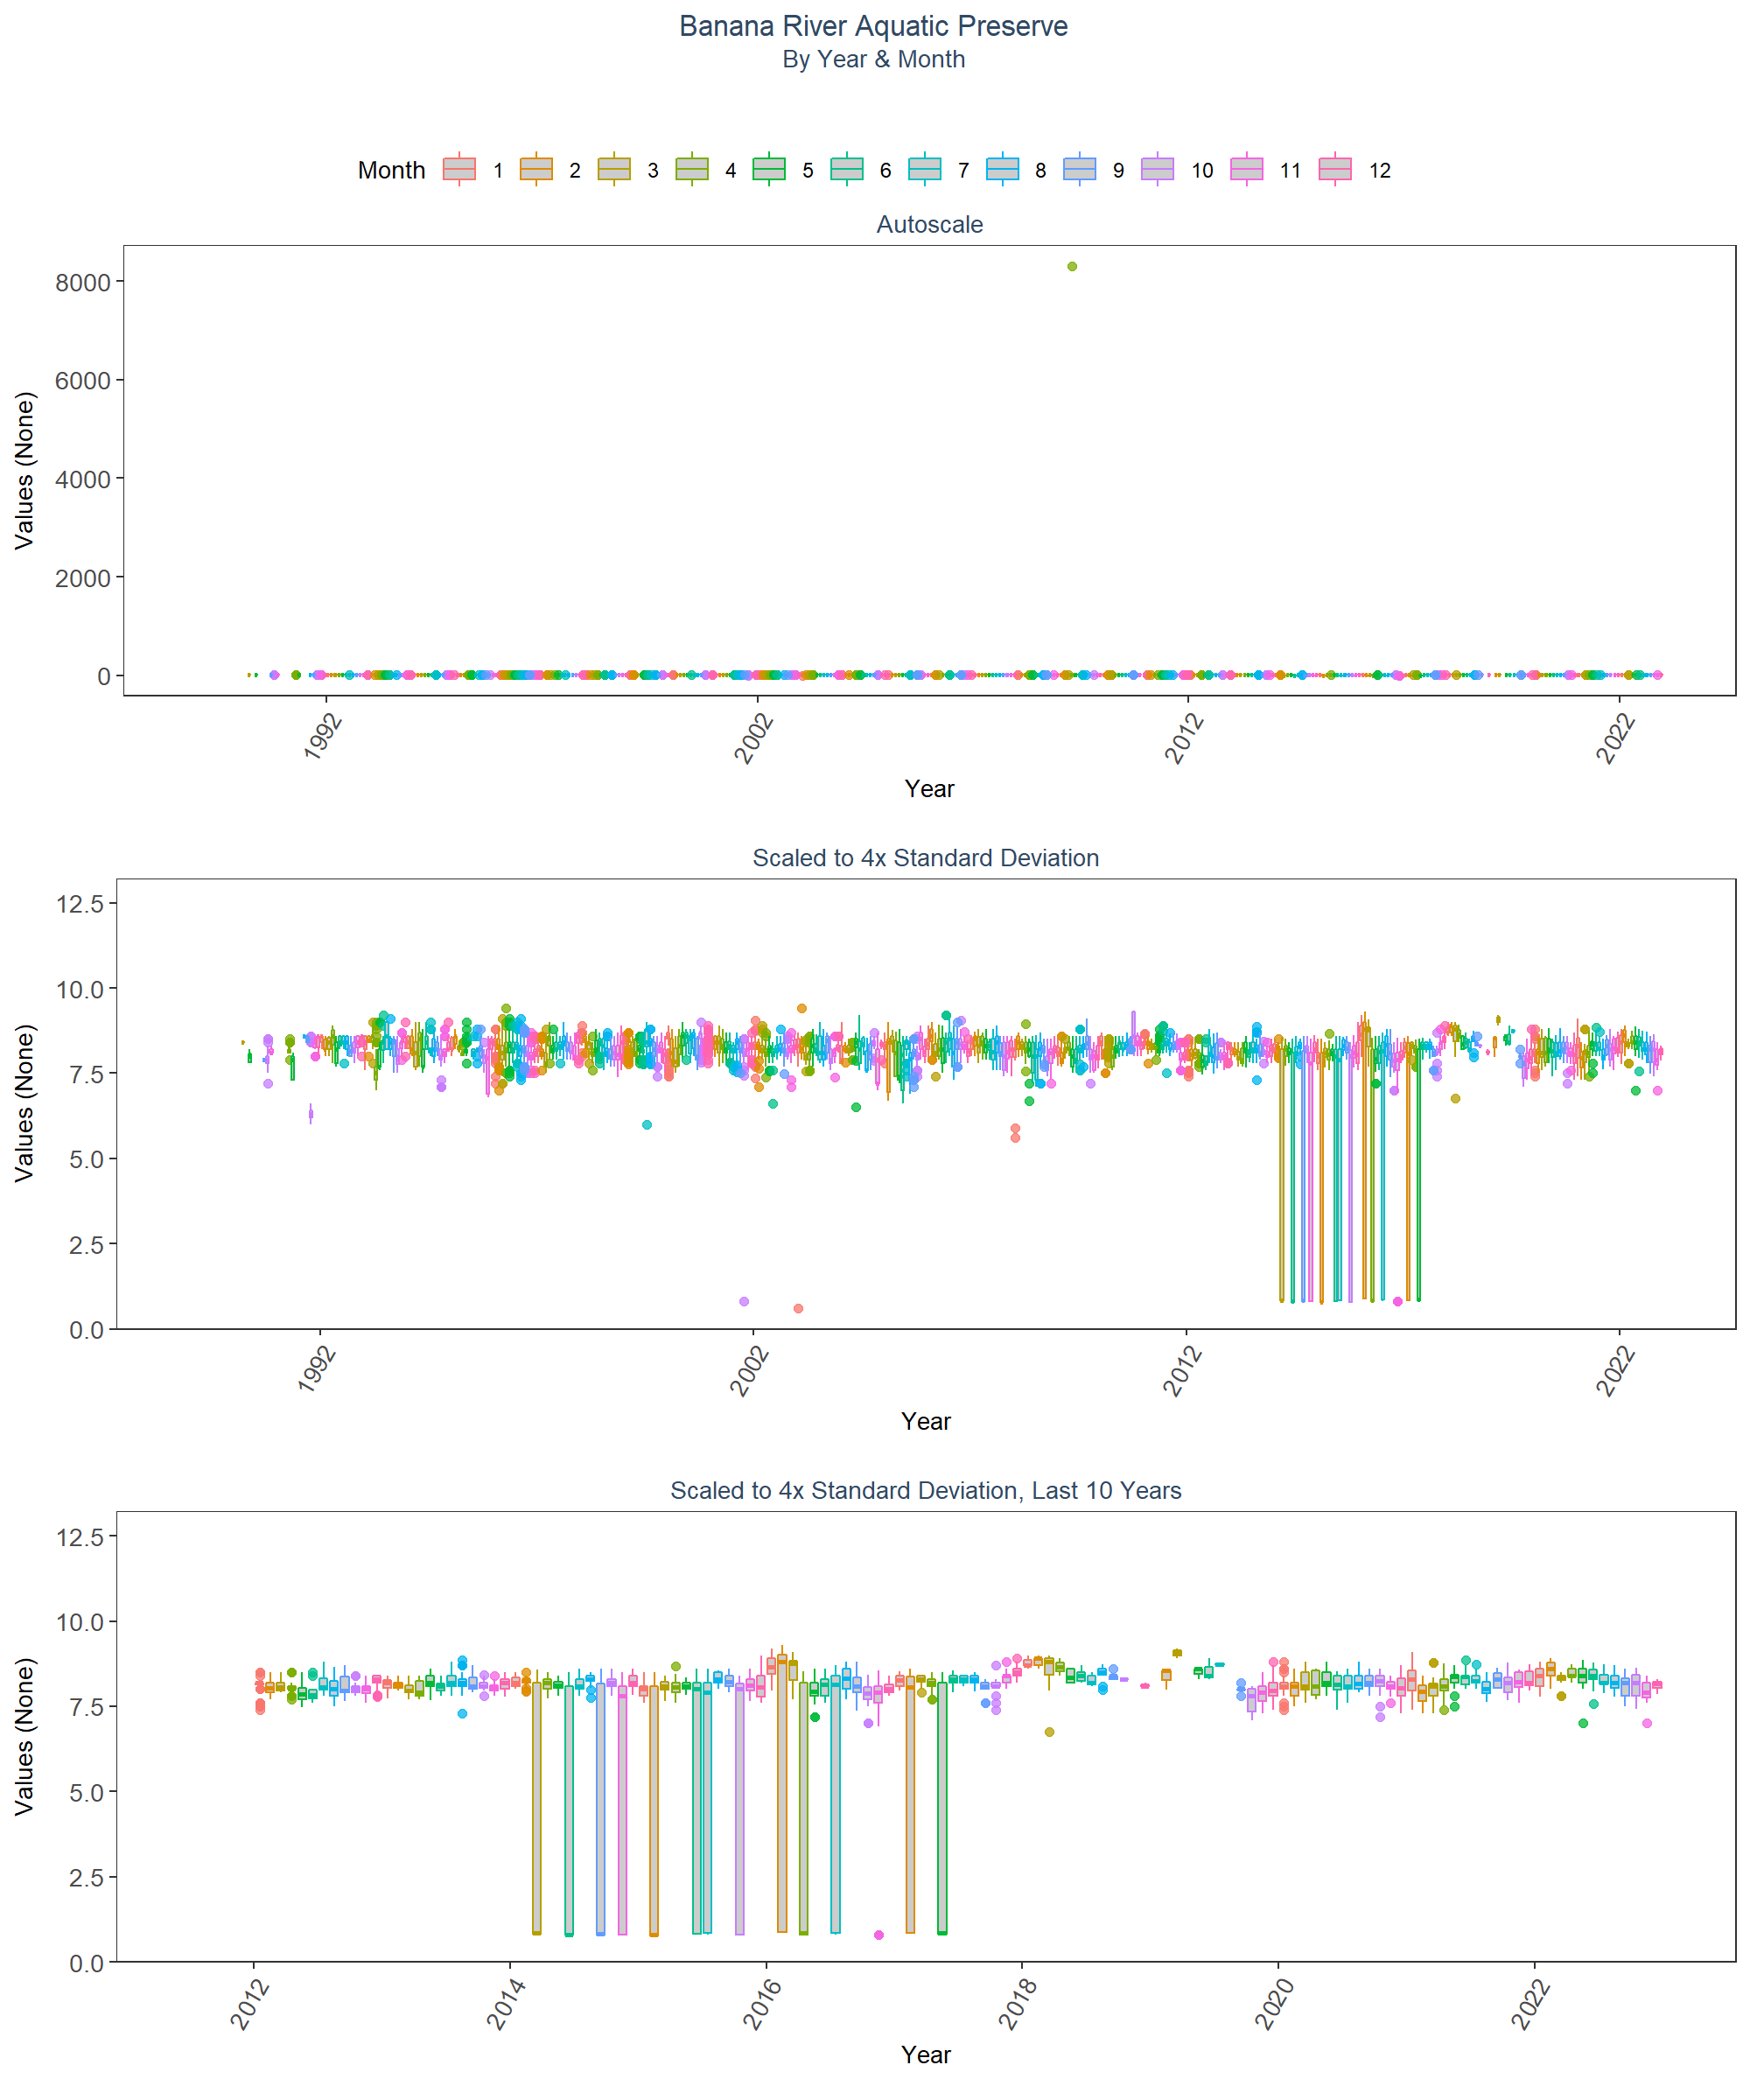 Banana River Aquatic Preserve
By Year & Month
Month 1 2 3 4 5 6 7 8 9 10 11 12
Autoscale
8000
6000
4000
2000
0
Values (None)
1992 2002 2012 2022
Year
Scaled to 4x Standard Deviation
12.5
10.0
7.5
5.0
2.5
0.0
Values (None)
1992 2002 2012 2022
Year
Scaled to 4x Standard Deviation, Last 10 Years
12.5
10.0
7.5
5.0
2.5
0.0
Values (None)
2012 2014 2016 2018 2020 2022
Year